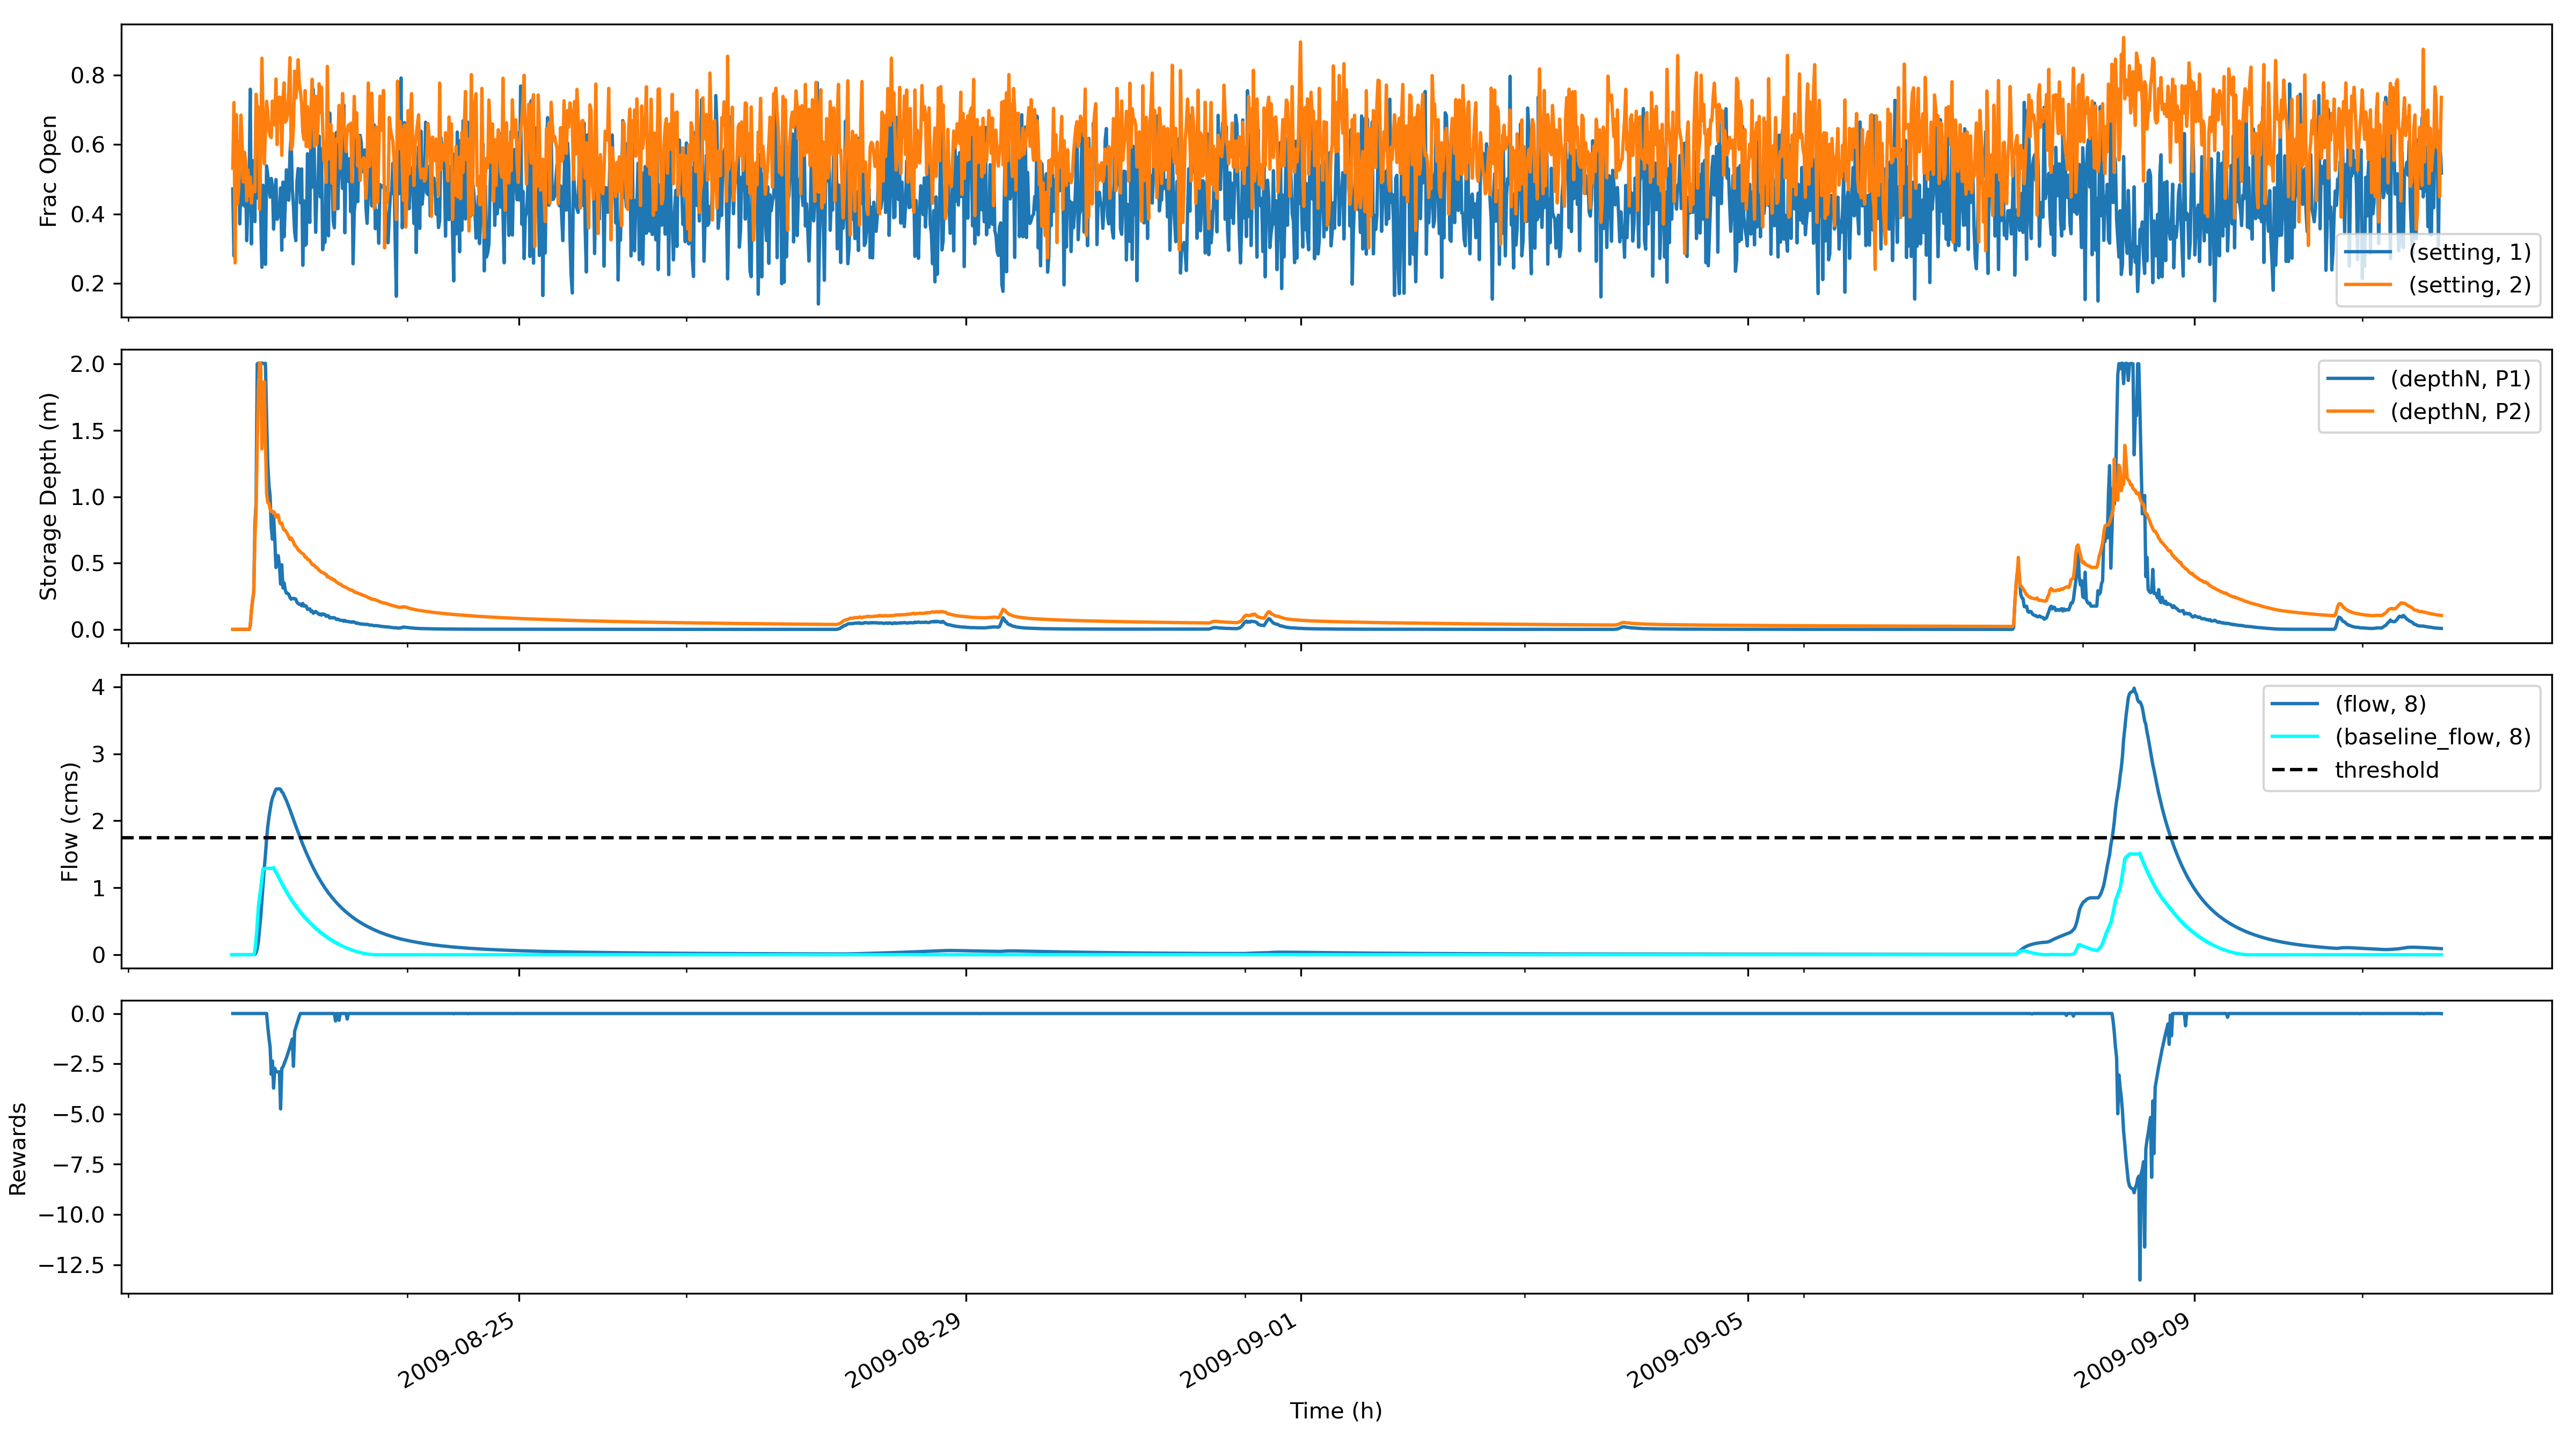 0.8
0.6
0.4
0.2
Frac Open
(setting, 1)
(setting, 2)
2.0
1.5
1.0
0.5
0.0
Storage Depth (m)
(depthN, P1)
(depthN, P2)
4
3
2
1
0
Flow (cms)
(flow, 8)
(baseline_flow, 8)
threshold
0.0
−2.5
−5.0
−7.5
−10.0
−12.5
Rewards
2009-08-25
2009-08-29
2009-09-01
2009-09-05
2009-09-09
Time (h)